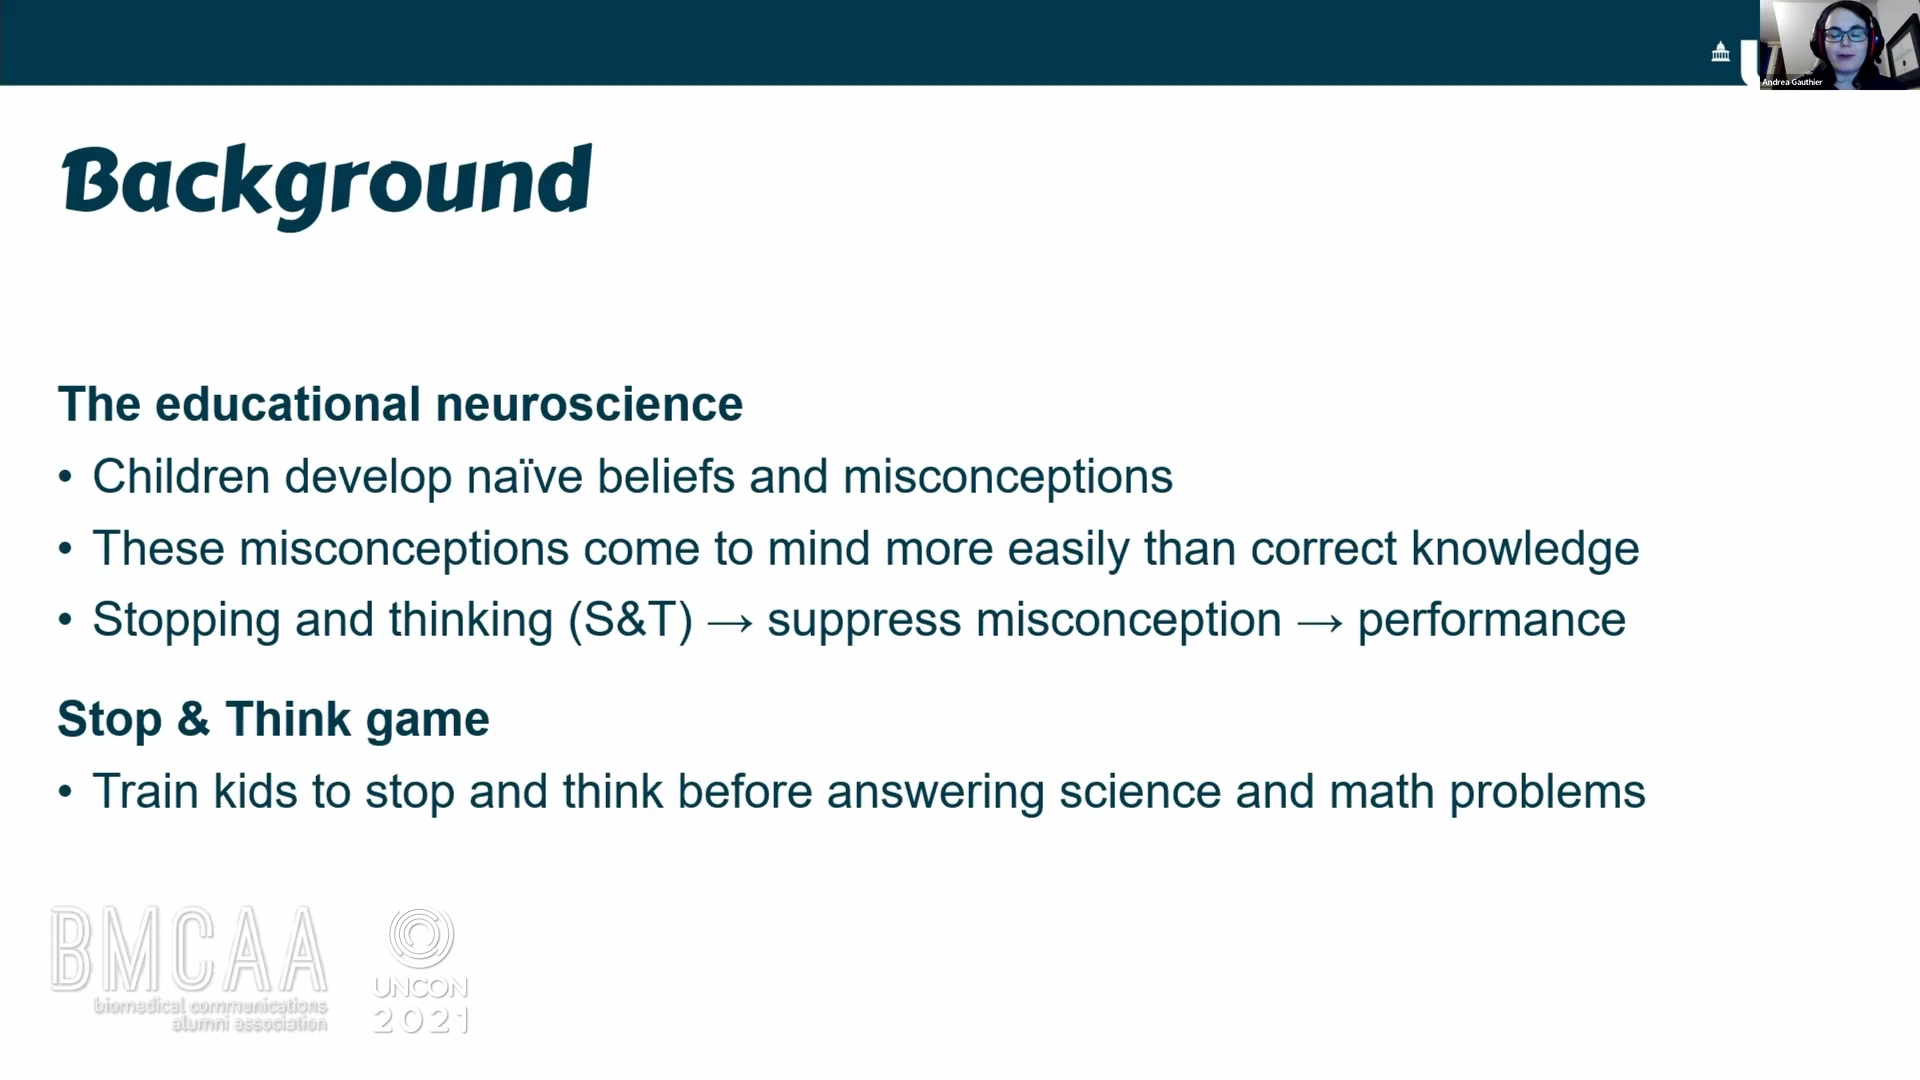 Andrea Gauthier
Background
The educational neuroscience
• Children develop naïve beliefs and misconceptions
• These misconceptions come to mind more easily than correct knowledge
• Stopping and thinking (S&T) → suppress misconception → performance
Stop & Think game
• Train kids to stop and think before answering science and math problems
BMCAA
biomedical communications
alumni association
UNCON
2021